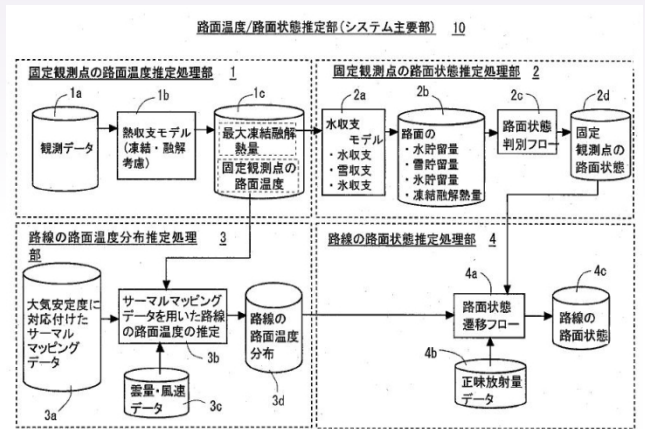 路面温度/路面状態推定部(システム主要部) 10
固定観測点の路面温度推定処理部 1
1a
1b
1c
観測データ
熱収支モデル
(凍結・融解
考慮)
最大凍結融解
熱量
固定観測点の
路面温度
固定観測点の路面状態推定処理部 2
2a
2b
2c
2d
水収支
モデル
・水収支
・雪収支
・氷収支
路面の
・水貯留量
・雪貯留量
・氷貯留量
・凍結融解熱量
路面状態
判別フロー
固定
観測点の
路面状態
路線の路面温度分布推定処理 3
部
大気安定度に
対応付けた
サーマル
マッピング
データ
3a
サーマルマッピング
データを用いた路線
の路面温度の推定
3b
雲量・風速
データ
3c
路線の
路面温度
分布
3d
路線の路面状態推定処理部 4
4a
路面状態
遷移フロー
4b
正味放射量
データ
4c
路線の
路面状態